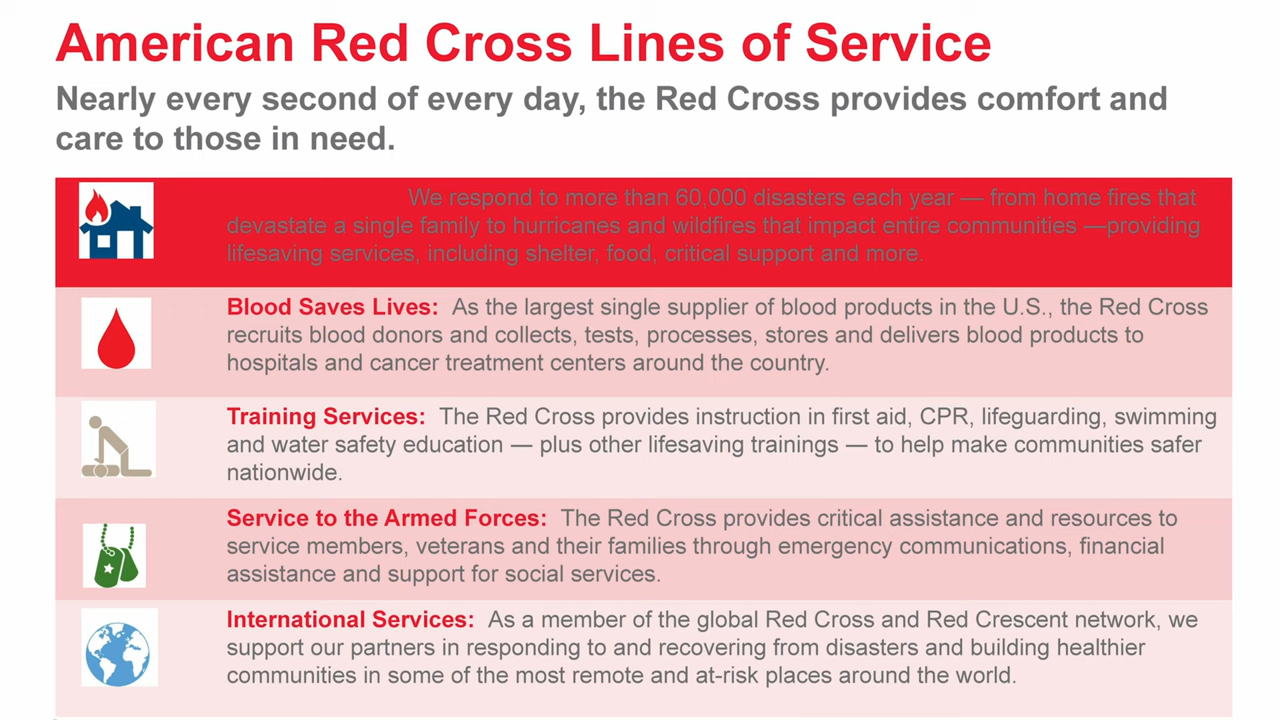 American Red Cross Lines of Service
Nearly every second of every day, the Red Cross provides comfort and
care to those in need.
We respond to more than 60,000 disasters each year — from home fires that
devastate a single family to hurricanes and wildfires that impact entire communities —providing
lifesaving services, including shelter, food, critical support and more.
Blood Saves Lives: As the largest single supplier of blood products in the U.S., the Red Cross
recruits blood donors and collects, tests, processes, stores and delivers blood products to
hospitals and cancer treatment centers around the country.
Training Services: The Red Cross provides instruction in first aid, CPR, lifeguarding, swimming
and water safety education — plus other lifesaving trainings — to help make communities safer
nationwide.
Service to the Armed Forces: The Red Cross provides critical assistance and resources to
service members, veterans and their families through emergency communications, financial
assistance and support for social services.
International Services: As a member of the global Red Cross and Red Crescent network, we
support our partners in responding to and recovering from disasters and building healthier
communities in some of the most remote and at-risk places around the world.